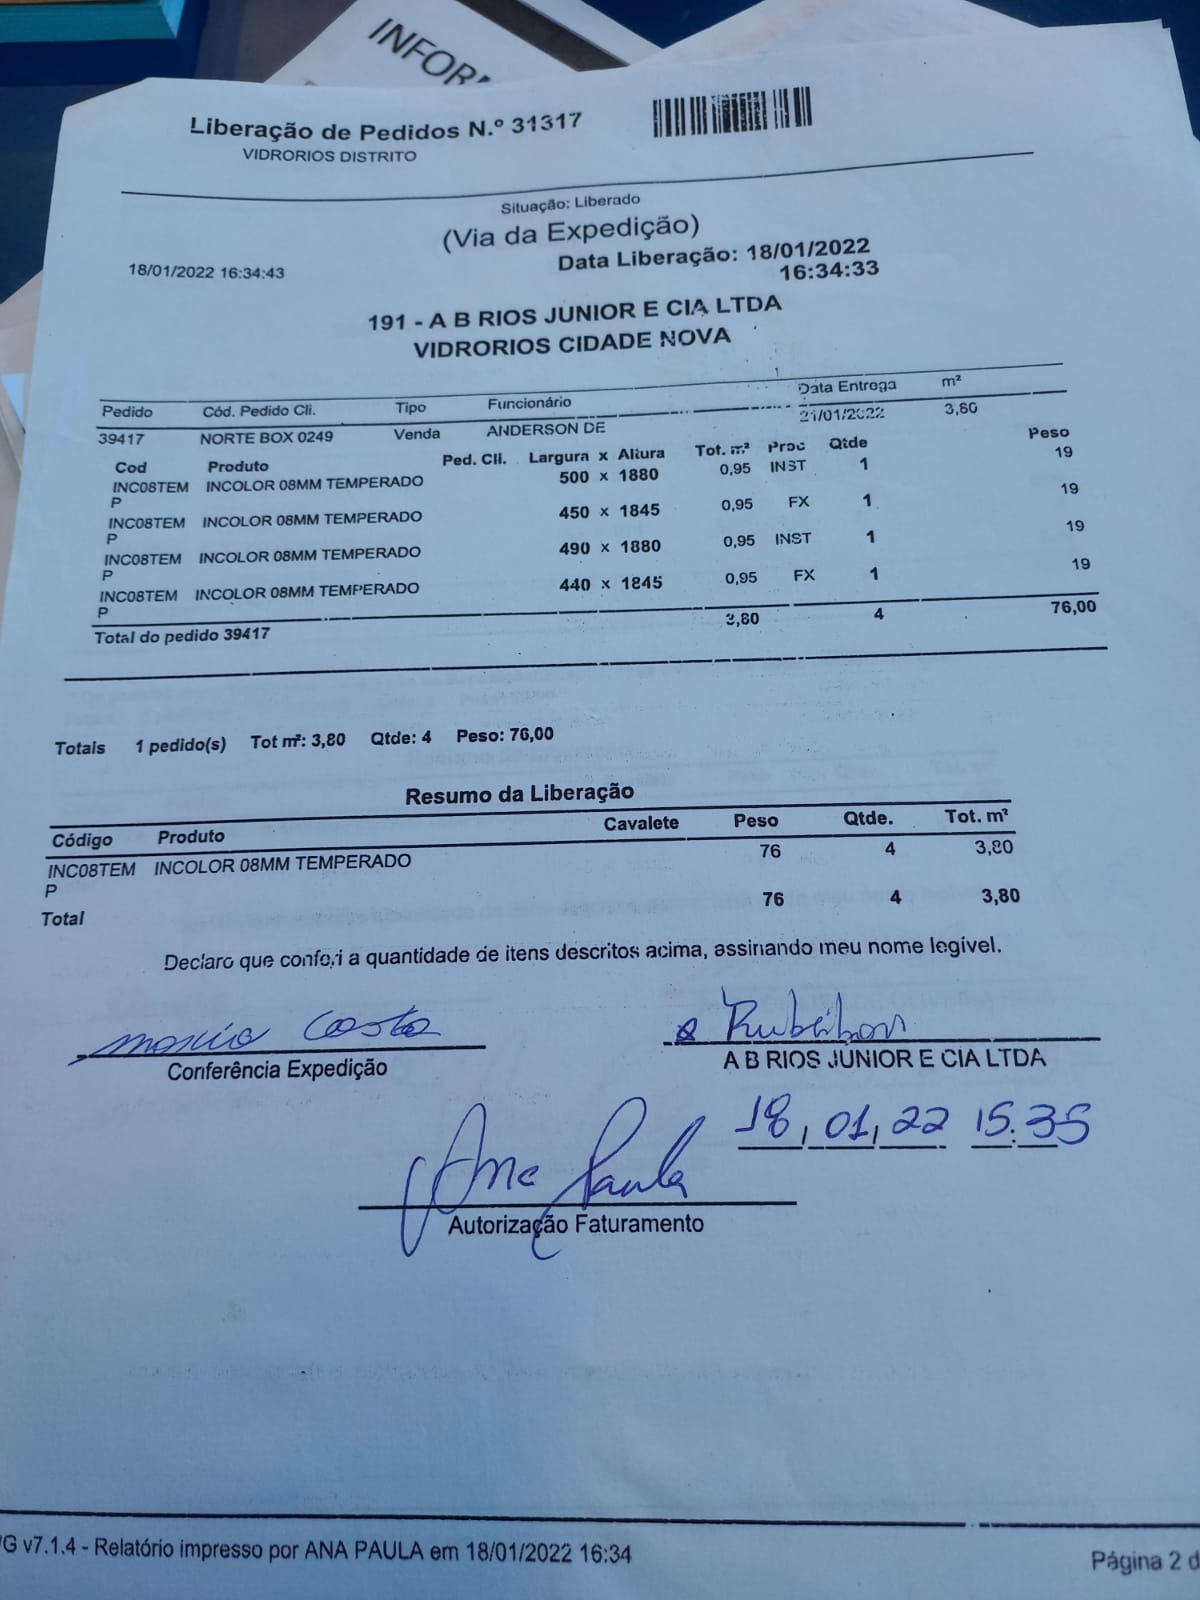 INFOR
Liberação de Pedidos N.º 31317
VIDRORIOS DISTRITO
Situação: Liberado
(Via da Expedição)
18/01/2022 16:34:43
Data Liberação: 18/01/2022
16:34:33
191 - A B RIOS JUNIOR E CIA LTDA
VIDRORIOS CIDADE NOVA
Pedido Cód. Pedido Cli. Tipo Funcionário Data Entrega m²
39417 NORTE BOX 0249 Venda ANDERSON DE 21/01/2022 3,80
Cod Produto Ped. Cli. Largura x Altura Tot. m² Proc Qtde Peso
INC08TEM INCOLOR 08MM TEMPERADO 500 x 1880 0,95 INST 1 19
P
INC08TEM INCOLOR 08MM TEMPERADO 450 x 1845 0,95 FX 1 19
P
INC08TEM INCOLOR 08MM TEMPERADO 490 x 1880 0,95 INST 1 19
P
INC08TEM INCOLOR 08MM TEMPERADO 440 x 1845 0,95 FX 1 19
P
Total do pedido 39417 3,80 4 76,00
Totais 1 pedido(s) Tot m²: 3,80 Qtde: 4 Peso: 76,00
Resumo da Liberação
Código Produto Cavalete Peso Qtde. Tot. m²
INC08TEM INCOLOR 08MM TEMPERADO 76 4 3,80
P
Total 76 4 3,80
Declaro que conferi a quantidade de itens descritos acima, assinando meu nome legível.
marcio Costa
Conferência Expedição
A B RIOS JUNIOR E CIA LTDA
18, 01, 22 15:35
Ana Paula
Autorização Faturamento
G v7.1.4 - Relatório impresso por ANA PAULA em 18/01/2022 16:34
Página 2 d